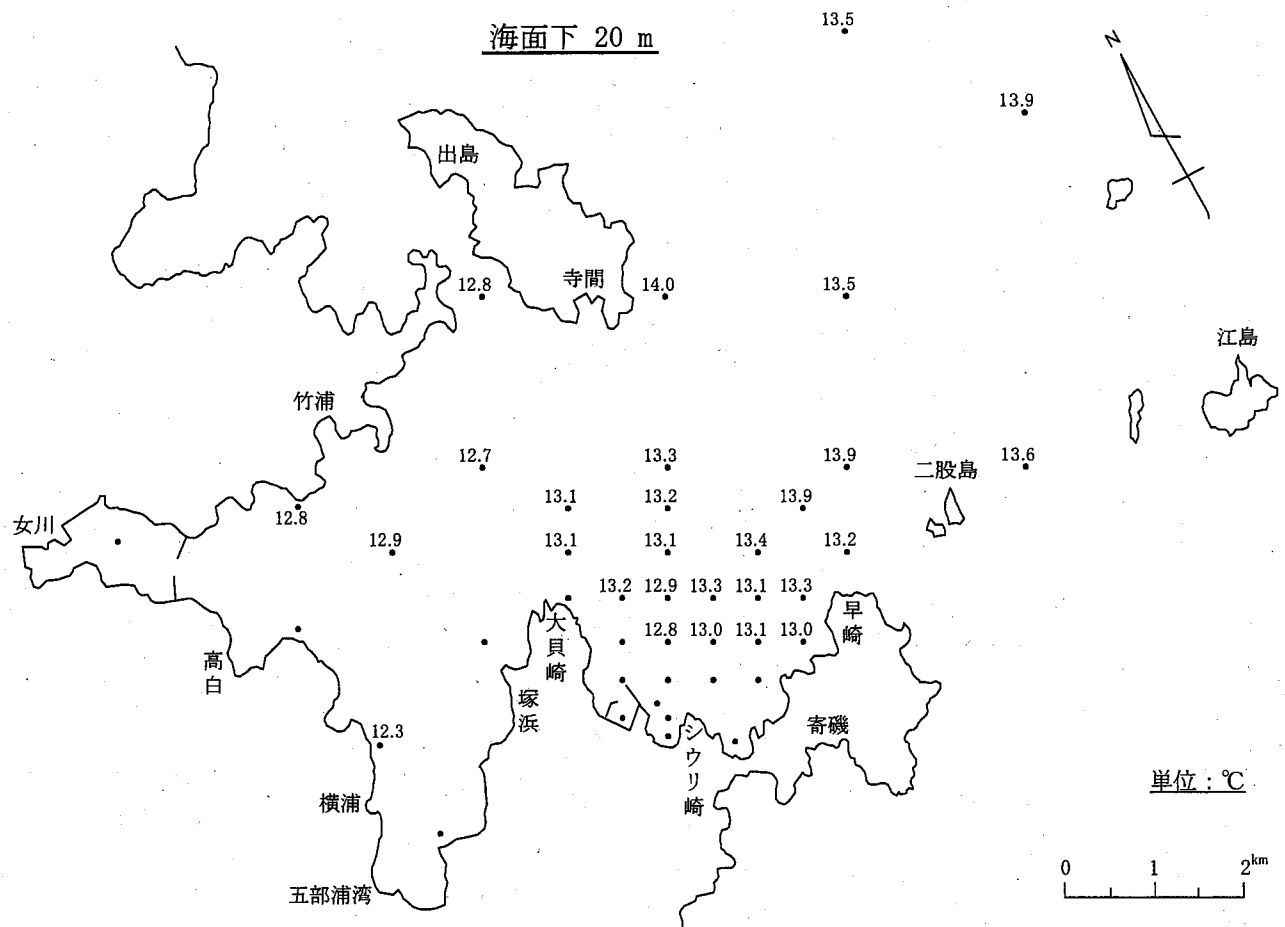 海面下 20 m
13.5
N
13.9
出島
寺間
12.8
14.0
13.5
江島
竹浦
12.7
13.3
13.9
二股島
13.6
13.1
13.2
13.9
女川
12.8
12.9
13.1
13.1
13.4
13.2
13.2
12.9
13.3
13.1
13.3
大貝崎
早崎
12.8
13.0
13.1
13.0
高白
塚浜
寄磯
シウリ崎
12.3
横浦
単位：℃
五部浦湾
0 1 2km